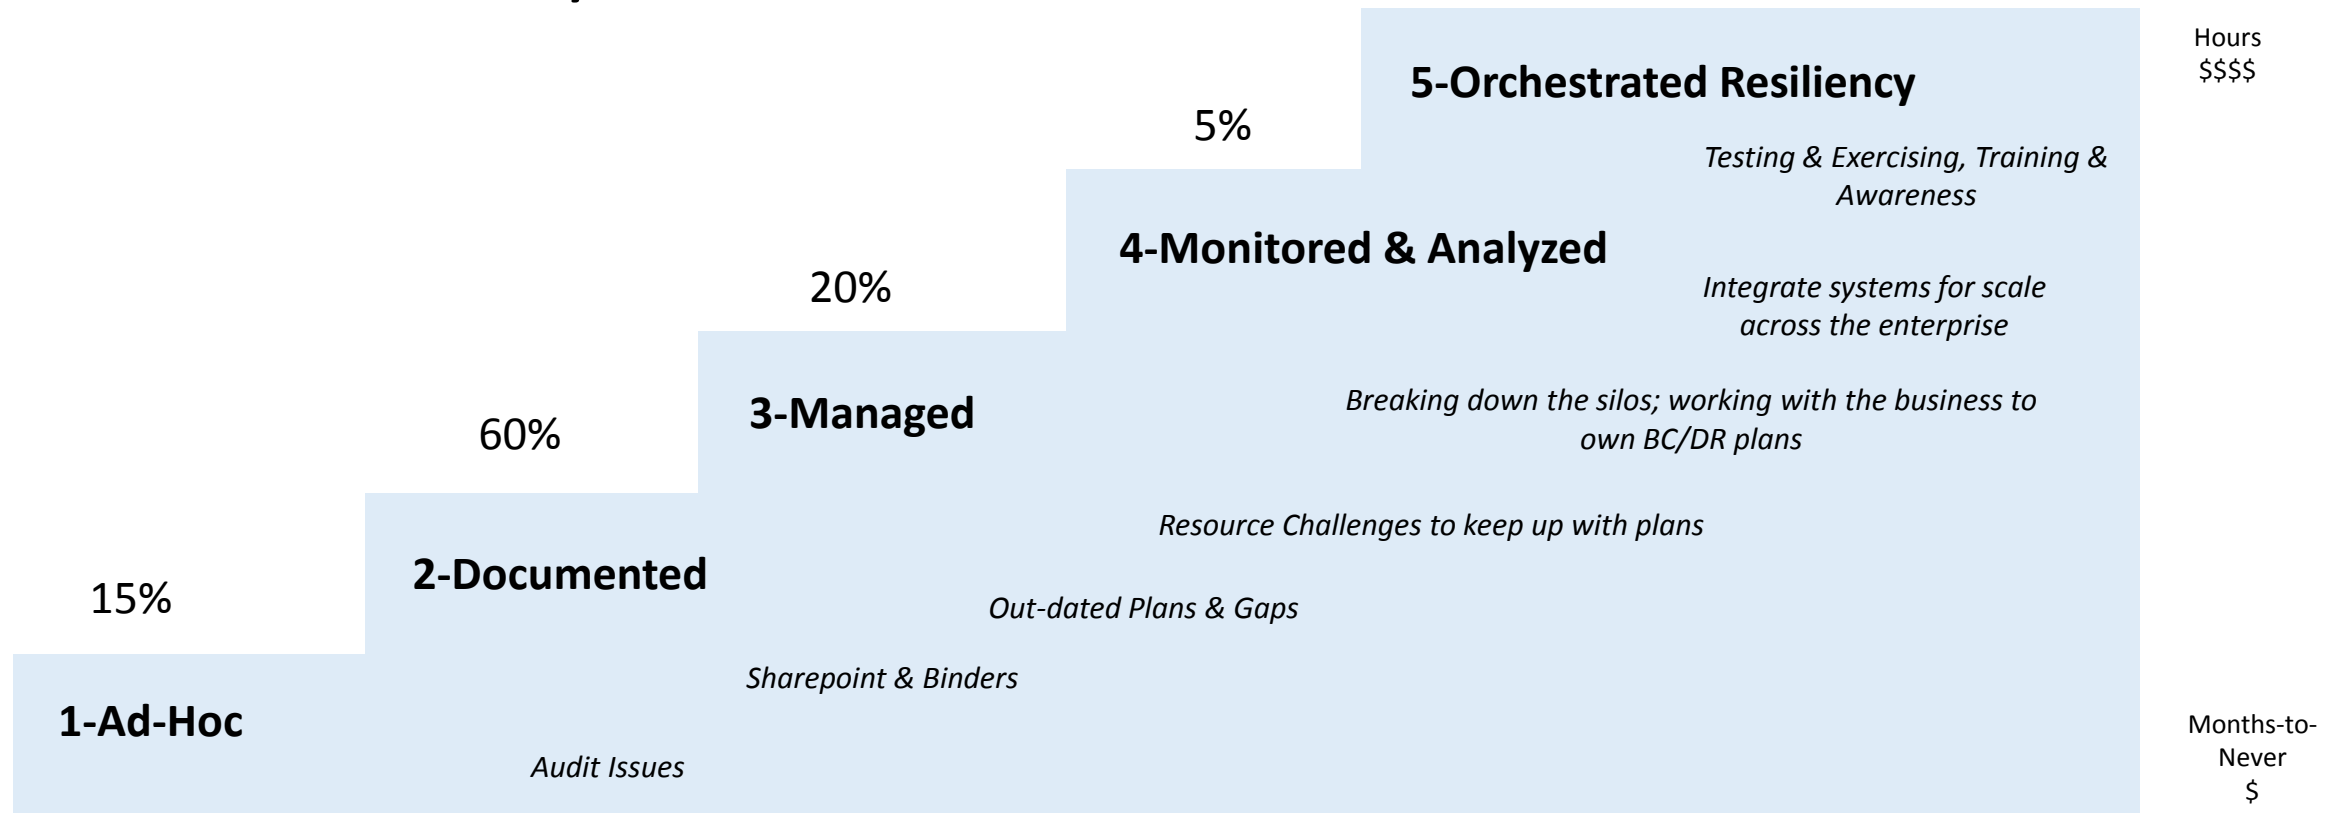 Hours
$$$$
5-Orchestrated Resiliency
5%
Testing & Exercising, Training &
Awareness
4-Monitored & Analyzed
20%
Integrate systems for scale
across the enterprise
3-Managed
Breaking down the silos; working with the business to
own BC/DR plans
60%
Resource Challenges to keep up with plans
2-Documented
15%
Out-dated Plans & Gaps
Sharepoint & Binders
1-Ad-Hoc
Audit Issues
Months-to-
Never
$